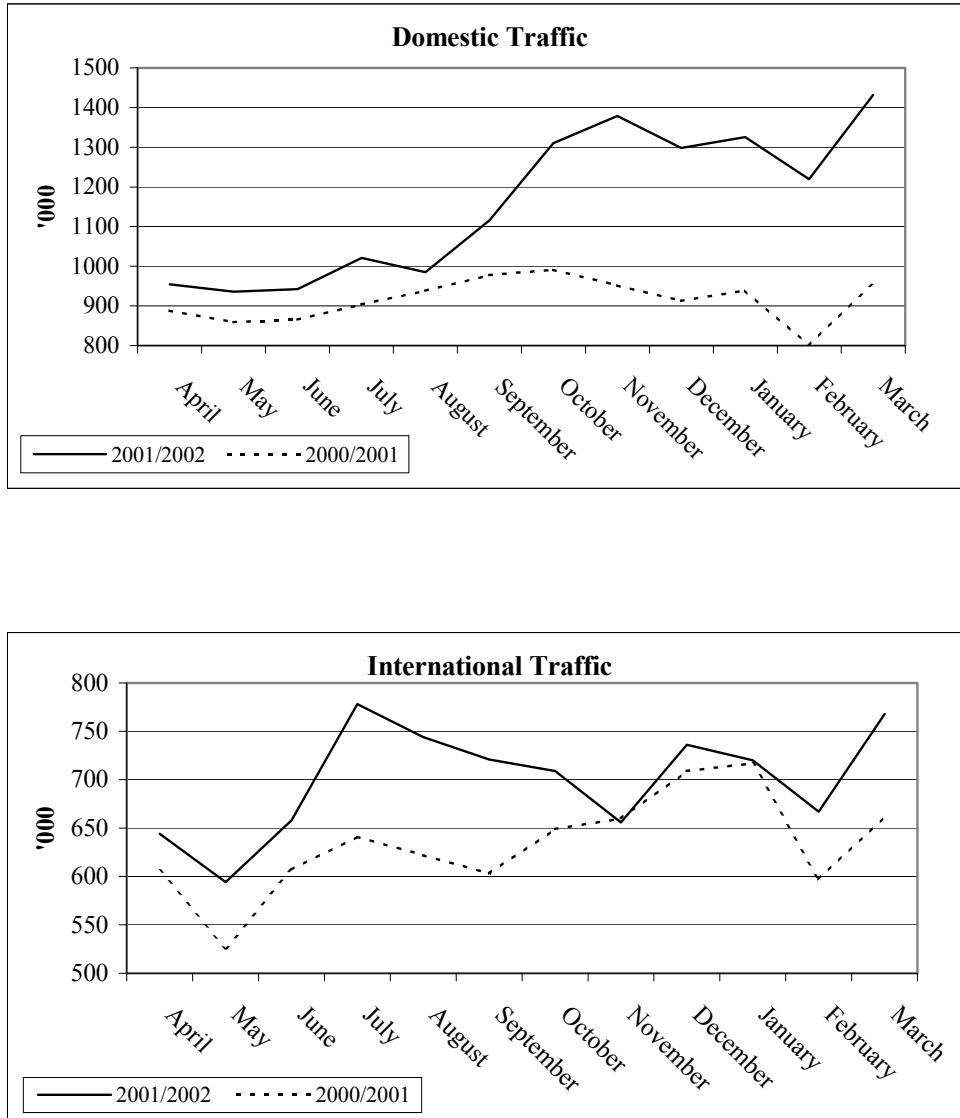 Domestic Traffic
1500
1400
1300
1200
1100
1000
900
800
'000
April
May
June
July
August
September
October
November
December
January
February
March
2001/2002 2000/2001
International Traffic
800
750
700
650
600
550
500
'000
April
May
June
July
August
September
October
November
December
January
February
March
2001/2002 2000/2001